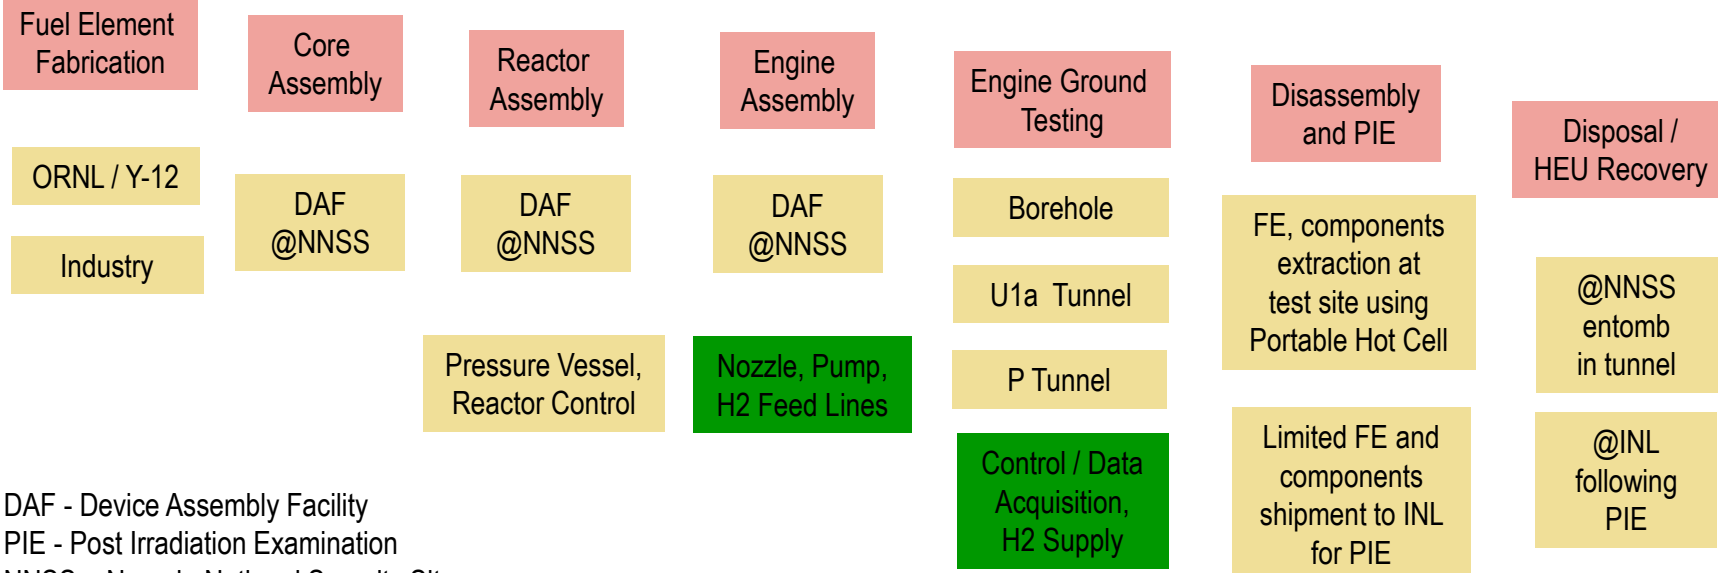 Fuel Element
Fabrication
ORNL / Y-12
Industry
Core
Assembly
DAF
@NNSS
Reactor
Assembly
DAF
@NNSS
Pressure Vessel,
Reactor Control
Engine
Assembly
DAF
@NNSS
Nozzle, Pump,
H2 Feed Lines
Engine Ground
Testing
Borehole
U1a Tunnel
P Tunnel
Control / Data
Acquisition,
H2 Supply
Disassembly
and PIE
FE, components
extraction at
test site using
Portable Hot Cell
Limited FE and
components
shipment to INL
for PIE
Disposal /
HEU Recovery
@NNSS
entomb
in tunnel
@INL
following
PIE
DAF - Device Assembly Facility
PIE - Post Irradiation Examination